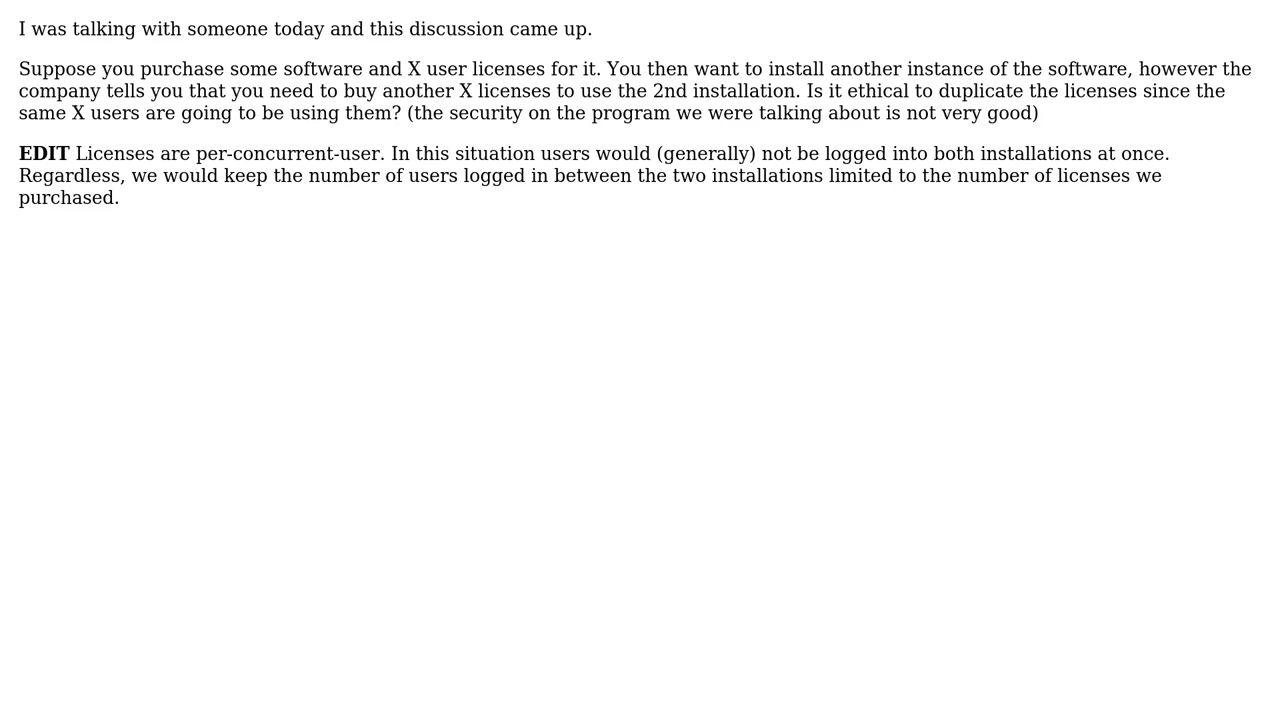 I was talking with someone today and this discussion came up.
Suppose you purchase some software and X user licenses for it. You then want to install another instance of the software, however the
company tells you that you need to buy another X licenses to use the 2nd installation. Is it ethical to duplicate the licenses since the
same X users are going to be using them? (the security on the program we were talking about is not very good)
EDIT Licenses are per-concurrent-user. In this situation users would (generally) not be logged into both installations at once.
Regardless, we would keep the number of users logged in between the two installations limited to the number of licenses we
purchased.